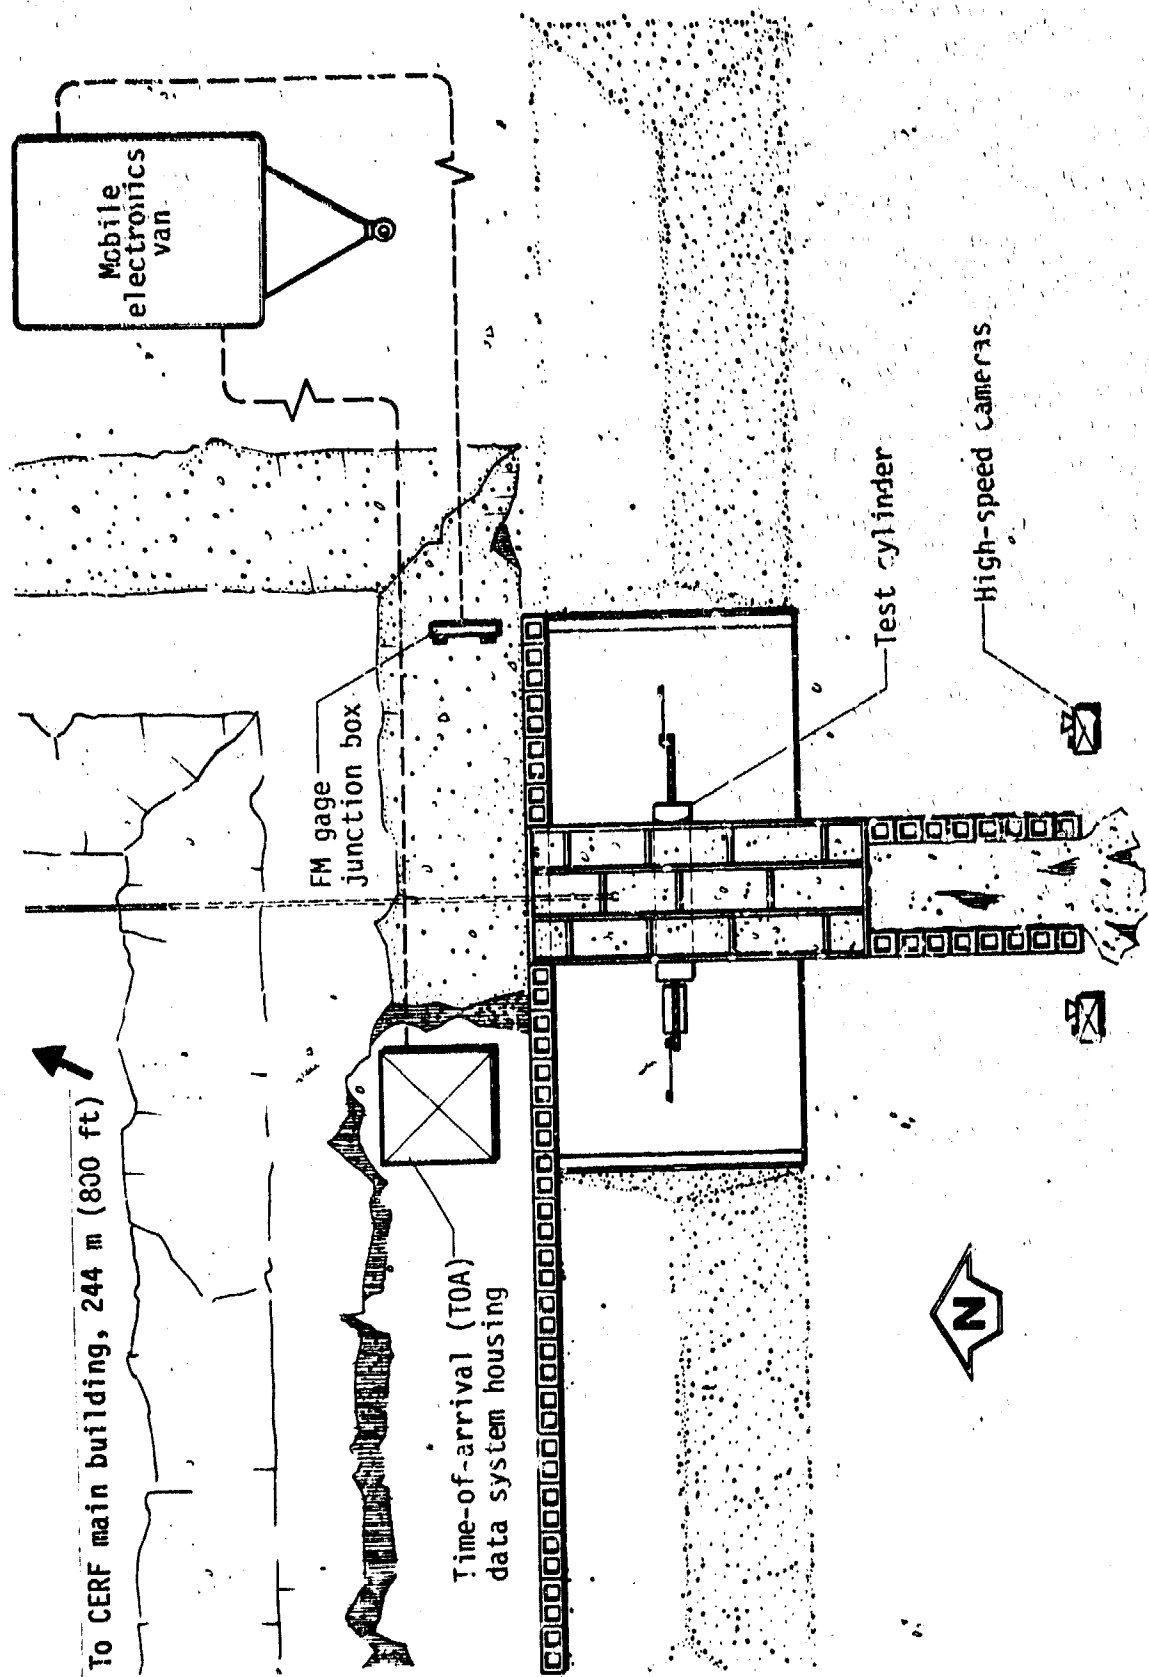 To CERF main building, 244 m (800 ft)
Mobile
electronics
van
FM gage
junction box
Time-of-arrival (TOA)
data system housing
Test cylinder
High-speed cameras
N